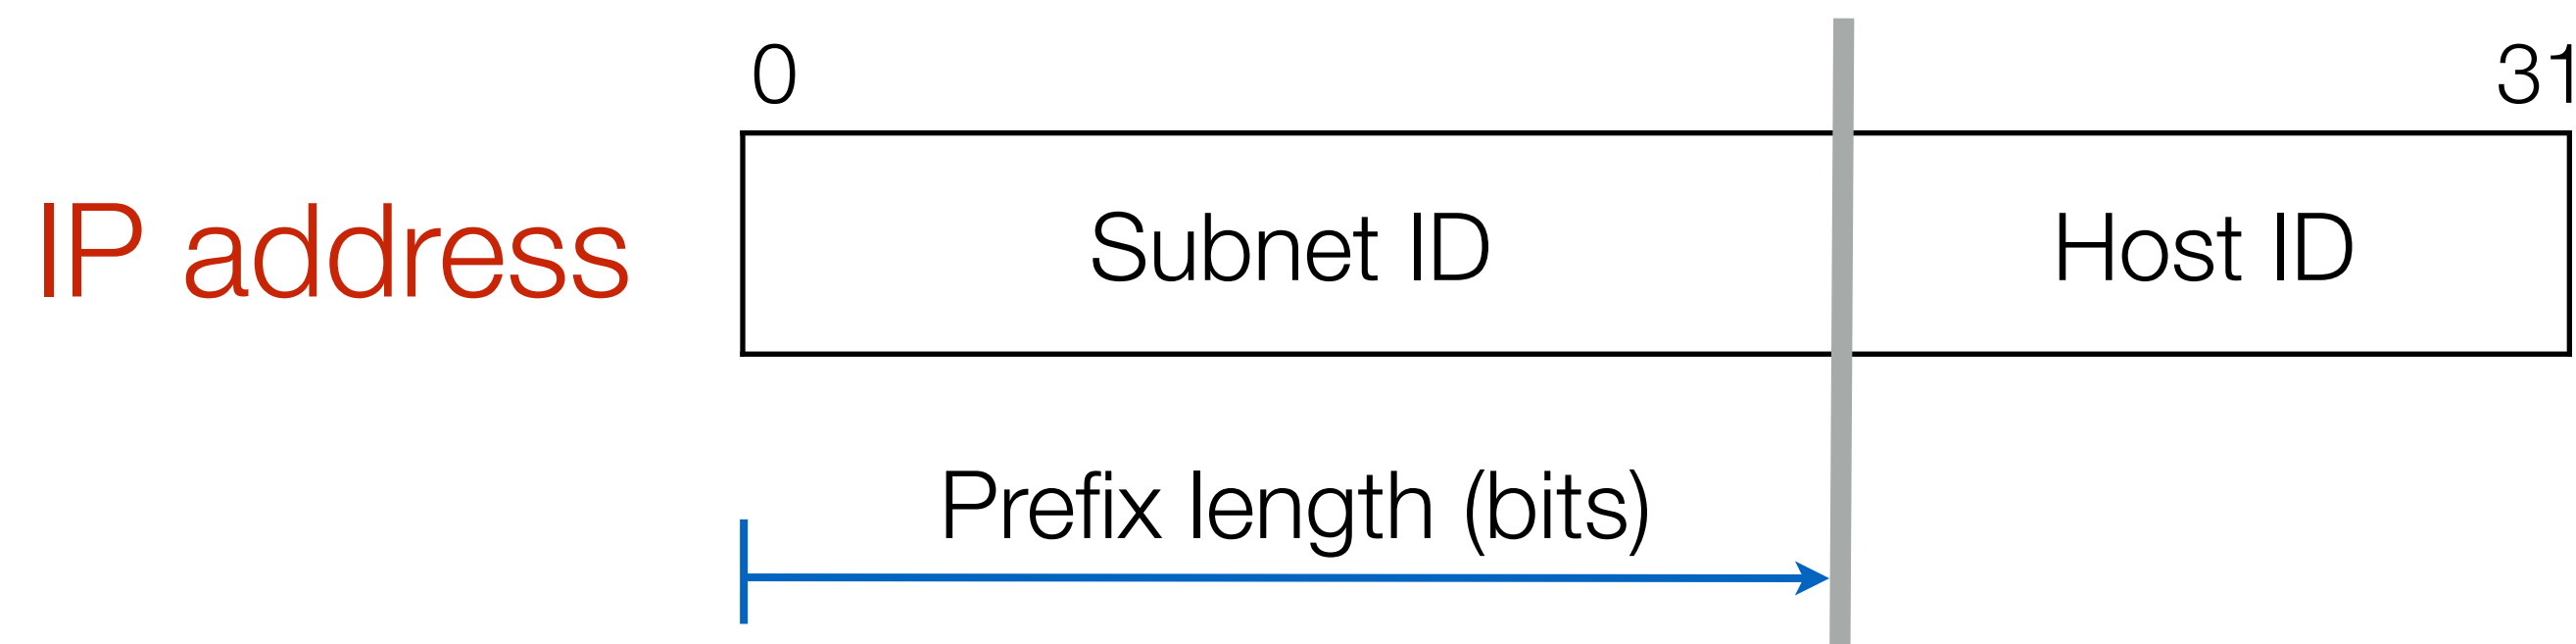 0 31
IP address
Subnet ID
Host ID
Prefix length (bits)